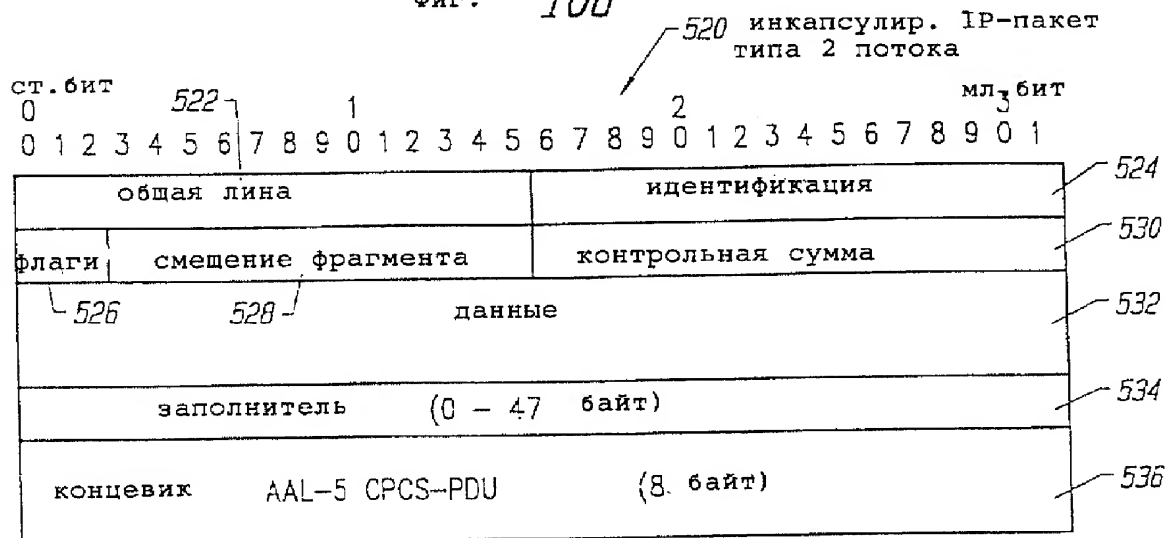 фиг. 10б
520 инкапсулир. IP-пакет
типа 2 потока
ст.бит мл.бит
0 522 1 2 3
0 1 2 3 4 5 6 7 8 9 0 1 2 3 4 5 6 7 8 9 0 1 2 3 4 5 6 7 8 9 0 1
общая лина идентификация 524
флаги смещение фрагмента контрольная сумма 530
526 528 данные 532
заполнитель (0 – 47 байт) 534
концевик AAL–5 CPCS–PDU (8. байт) 536